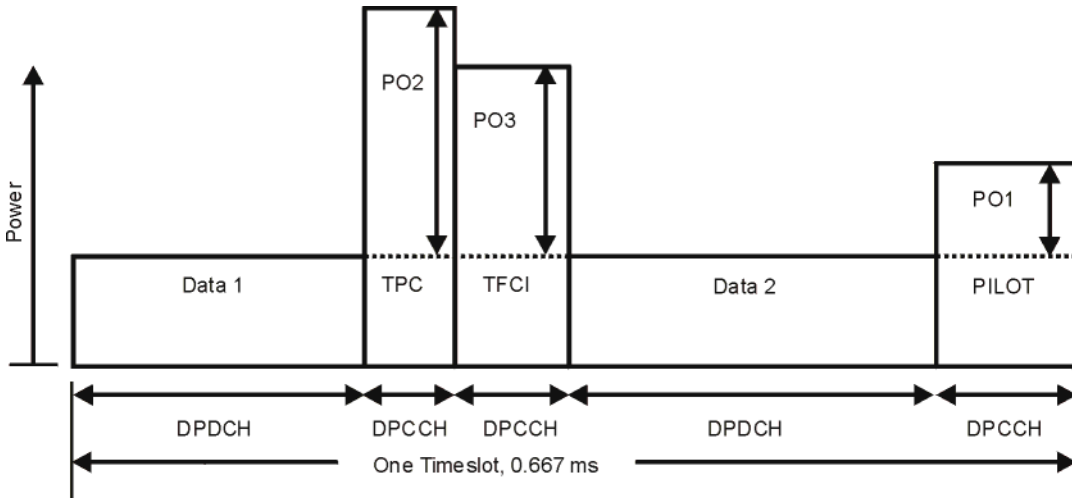 PO2
PO3
PO1
Power
Data 1
TPC
TFCI
Data 2
PILOT
DPDCH
DPCCH
DPCCH
DPDCH
DPCCH
One Timeslot, 0.667 ms